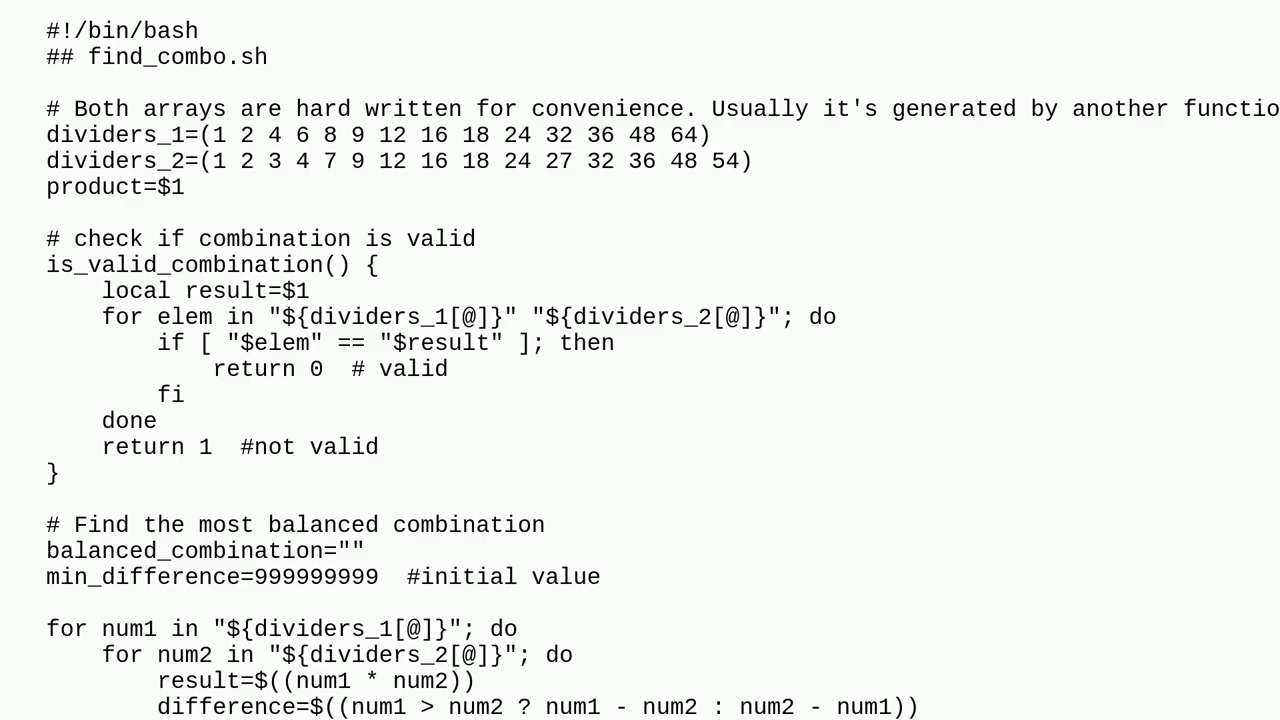 #!/bin/bash
## find_combo.sh
# Both arrays are hard written for convenience. Usually it's generated by another functio
dividers_1=(1 2 4 6 8 9 12 16 18 24 32 36 48 64)
dividers_2=(1 2 3 4 7 9 12 16 18 24 27 32 36 48 54)
product=$1
# check if combination is valid
is_valid_combination() {
    local result=$1
    for elem in "${dividers_1[@]}" "${dividers_2[@]}"; do
        if [ "$elem" == "$result" ]; then
            return 0  # valid
        fi
    done
    return 1  #not valid
}
# Find the most balanced combination
balanced_combination=""
min_difference=999999999  #initial value
for num1 in "${dividers_1[@]}"; do
    for num2 in "${dividers_2[@]}"; do
        result=$((num1 * num2))
        difference=$((num1 > num2 ? num1 - num2 : num2 - num1))